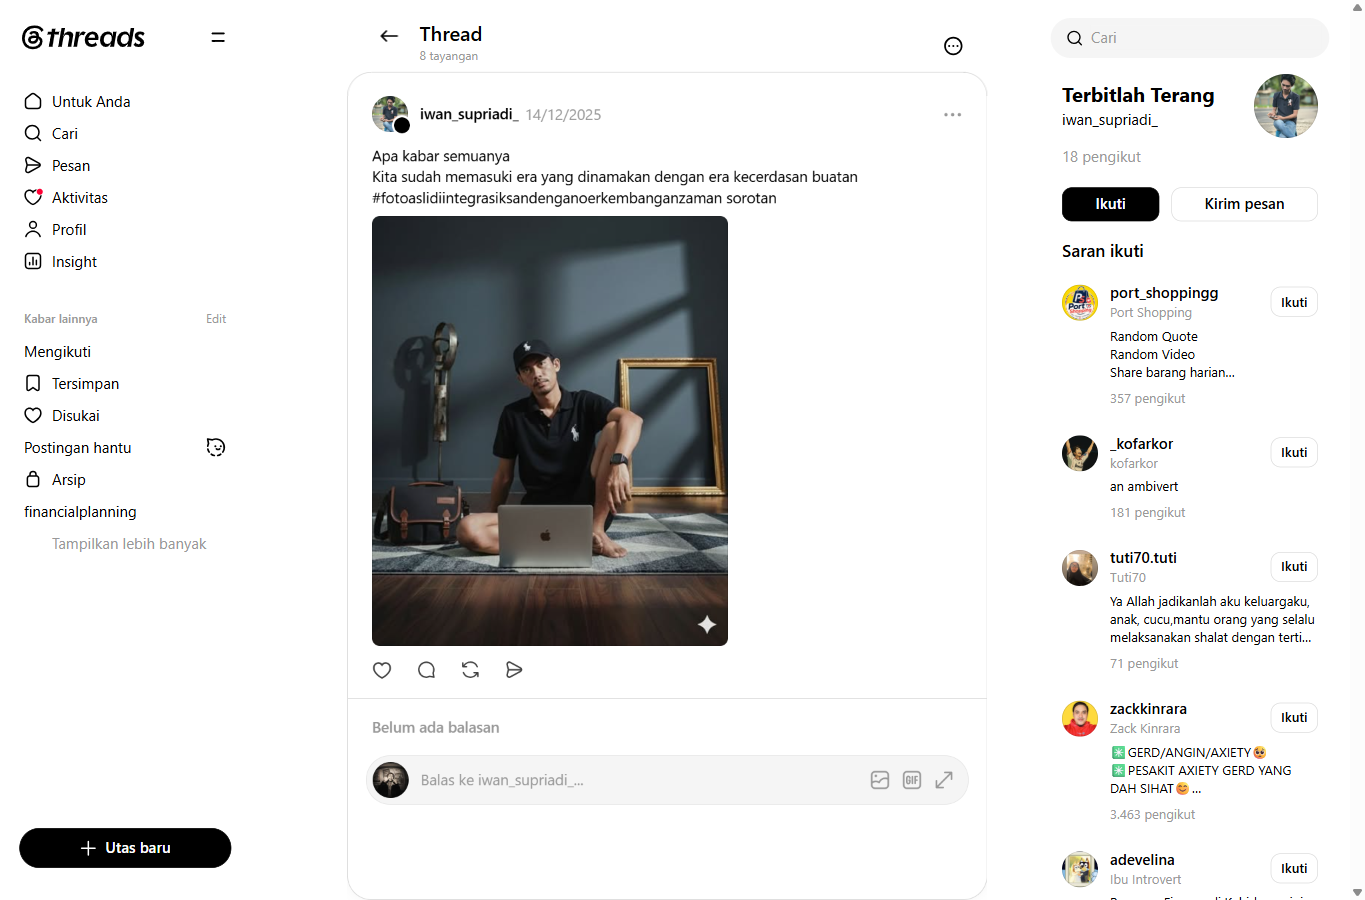 threads
Untuk Anda
Cari
Pesan
Aktivitas
Profil
Insight
Kabar lainnya
Edit
Mengikuti
Tersimpan
Disukai
Postingan hantu
Arsip
financialplanning
Tampilkan lebih banyak
Utas baru
Thread
8 tayangan
iwan_supriadi_ 14/12/2025
Apa kabar semuanya
Kita sudah memasuki era yang dinamakan dengan era kecerdasan buatan
#fotoaslidiintegrasiksandenganoerkembanganzaman sorotan
Belum ada balasan
Balas ke iwan_supriadi_...
GIF
Cari
Terbitlah Terang
iwan_supriadi_
18 pengikut
Ikuti
Kirim pesan
Saran ikuti
port_shoppingg
Port Shopping
Ikuti
Random Quote
Random Video
Share barang harian...
357 pengikut
_kofarkor
kofarkor
Ikuti
an ambivert
181 pengikut
tuti70.tuti
Tuti70
Ikuti
Ya Allah jadikanlah aku keluargaku,
anak, cucu,mantu orang yang selalu
melaksanakan shalat dengan terti...
71 pengikut
zackkinrara
Zack Kinrara
Ikuti
✳️GERD/ANGIN/AXIETY🥺
✳️PESAKIT AXIETY GERD YANG
DAH SIHAT😊 ...
3.463 pengikut
adevelina
Ibu Introvert
Ikuti